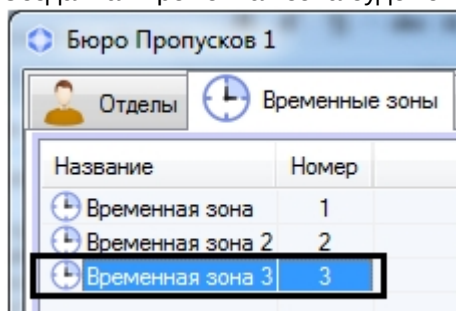 Бюро Пропусков 1
Отделы Временные зоны
Название Номер
Временная зона 1
Временная зона 2 2
Временная зона 3 3